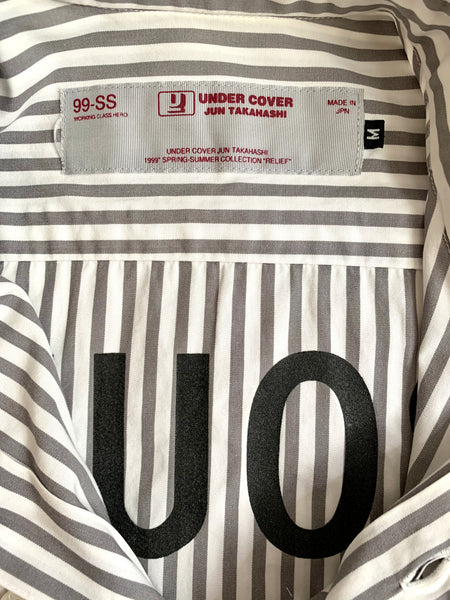 99-SS
WORKING CLASS HERO
U
UNDER COVER
JUN TAKAHASHI
MADE IN
JPN
M
UNDER COVER JUN TAKAHASHI
1999' SPRING-SUMMER COLLECTION "RELIEF"
UO